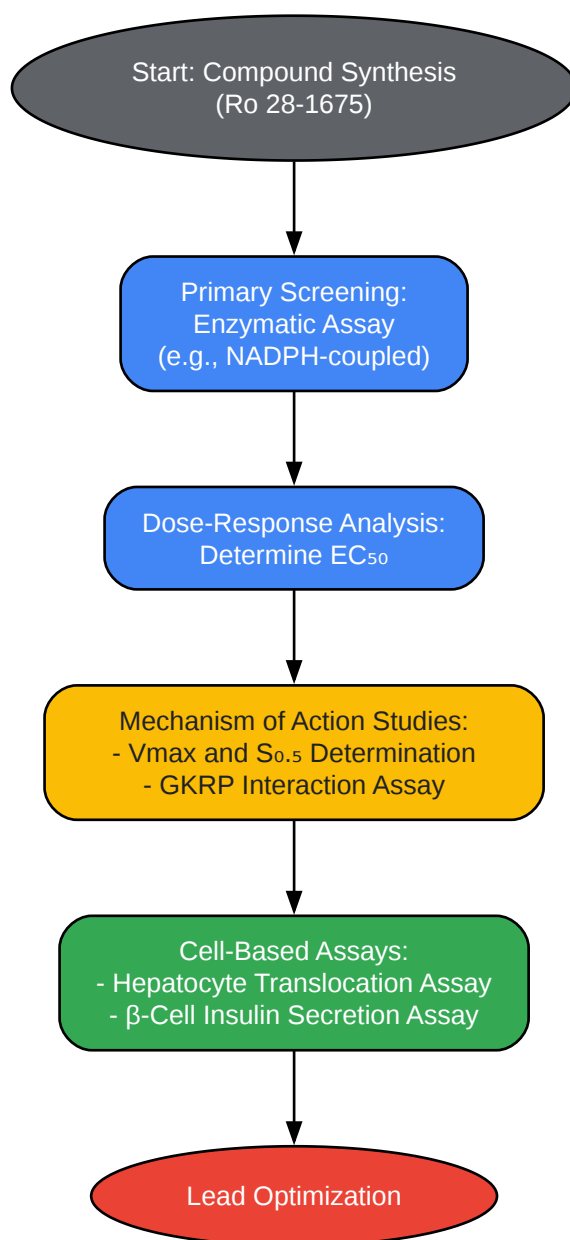 Start: Compound Synthesis
(Ro 28-1675)
Primary Screening:
Enzymatic Assay
(e.g., NADPH-coupled)
Dose-Response Analysis:
Determine EC₅₀
Mechanism of Action Studies:
- Vmax and S₀.₅ Determination
- GKRP Interaction Assay
Cell-Based Assays:
- Hepatocyte Translocation Assay
- β-Cell Insulin Secretion Assay
Lead Optimization